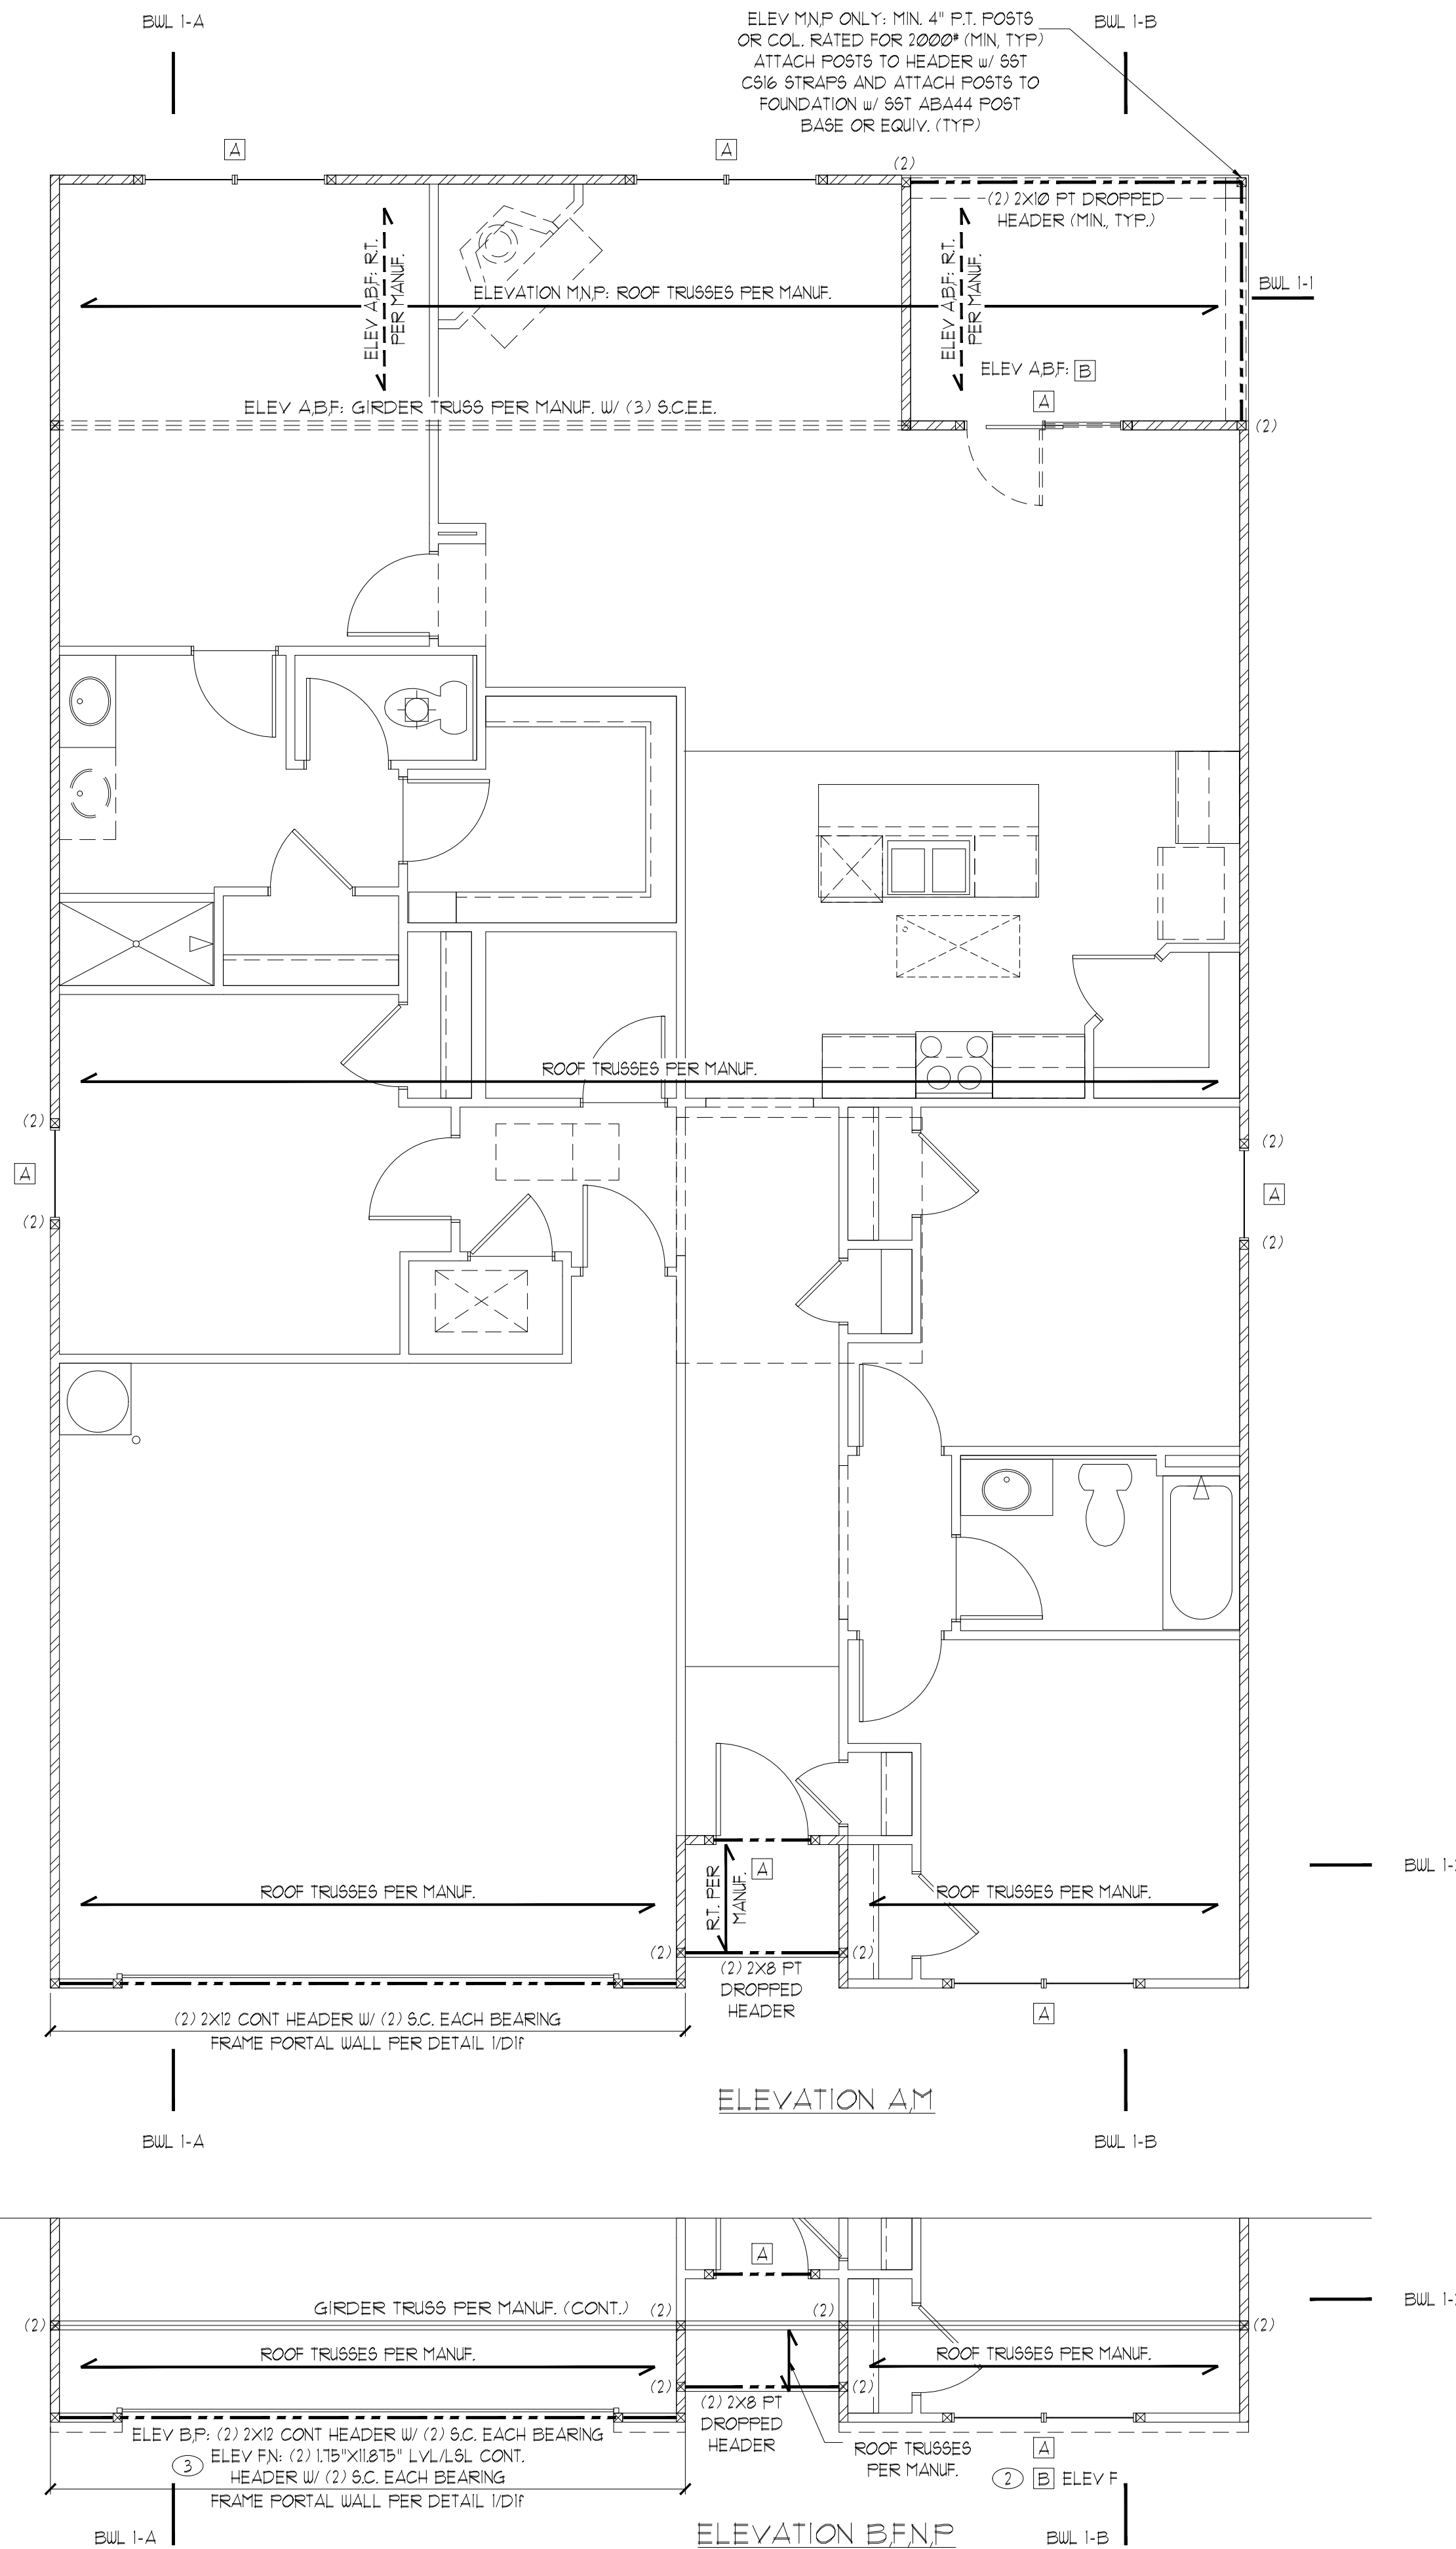 BWL 1-A
ELEV M,N,P ONLY: MIN. 4" P.T. POSTS
OR COL. RATED FOR 2000# (MIN, TYP)
ATTACH POSTS TO HEADER w/ SST
CS16 STRAPS AND ATTACH POSTS TO
FOUNDATION w/ SST ABA44 POST
BASE OR EQUIV. (TYP)
BWL 1-B
A
A
(2)
(2) 2X10 PT DROPPED
HEADER (MIN., TYP.)
ELEV A,B,F: R.T.
PER MANUF.
ELEVATION M,N,P: ROOF TRUSSES PER MANUF.
ELEV A,B,F: R.T.
PER MANUF.
BWL 1-1
ELEV A,B,F: B
A
ELEV A,B,F: GIRDER TRUSS PER MANUF. W/ (3) S.C.E.E.
(2)
ROOF TRUSSES PER MANUF.
(2)
A
(2)
(2)
A
(2)
ROOF TRUSSES PER MANUF.
R.T. PER
MANUF.
A
ROOF TRUSSES PER MANUF.
(2)
(2)
(2) 2X8 PT
DROPPED
HEADER
A
(2) 2X12 CONT HEADER W/ (2) S.C. EACH BEARING
FRAME PORTAL WALL PER DETAIL 1/D1f
ELEVATION A,M
BWL 1-A
BWL 1-B
A
GIRDER TRUSS PER MANUF. (CONT.)
(2)
(2)
(2)
(2)
ROOF TRUSSES PER MANUF.
ROOF TRUSSES PER MANUF.
(2)
(2)
(2) 2X8 PT
DROPPED
HEADER
ROOF TRUSSES
PER MANUF.
ELEV B,P: (2) 2X12 CONT HEADER W/ (2) S.C. EACH BEARING
3 ELEV F,N: (2) 1.75"X11.875" LVL/LSL CONT.
HEADER W/ (2) S.C. EACH BEARING
FRAME PORTAL WALL PER DETAIL 1/D1f
A
2 B ELEV F
BWL 1-A
ELEVATION B,F,N,P
BWL 1-B